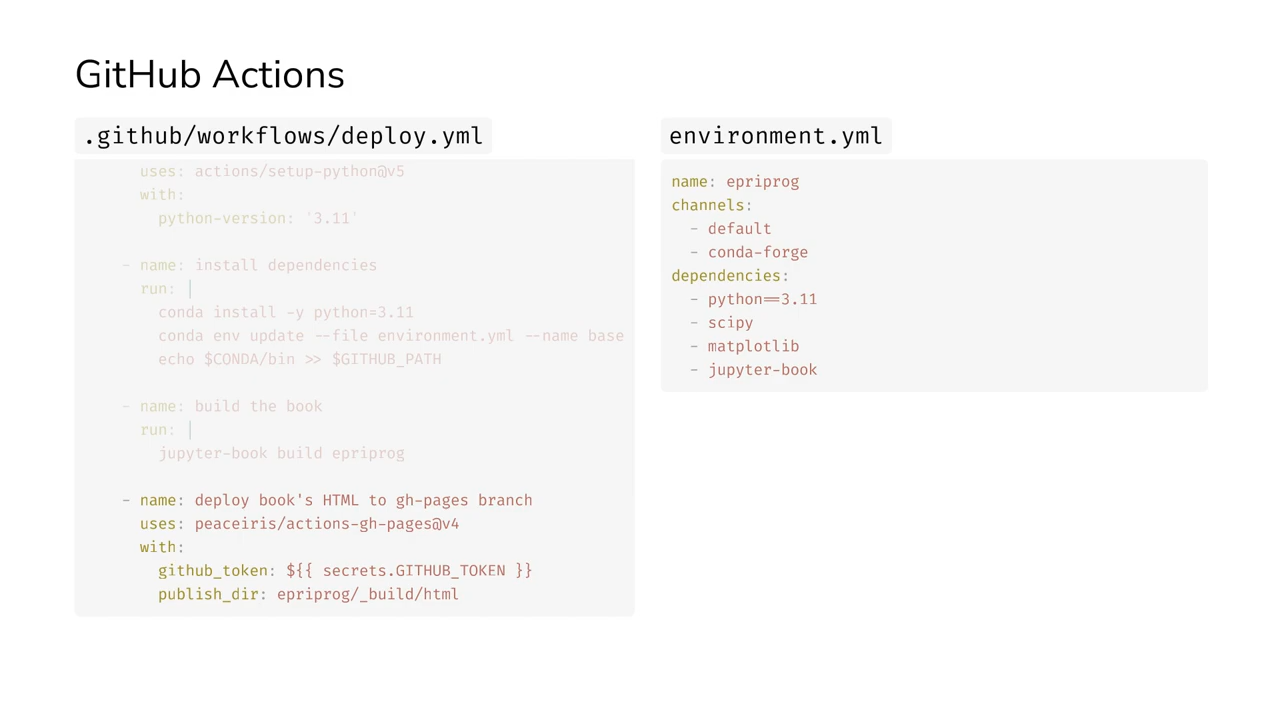 GitHub Actions
.github/workflows/deploy.yml
uses: actions/setup-python@v5
with:
python-version: '3.11'
- name: install dependencies
run: |
conda install -y python=3.11
conda env update --file environment.yml --name base
echo $CONDA/bin >> $GITHUB_PATH
- name: build the book
run: |
jupyter-book build epriprog
- name: deploy book's HTML to gh-pages branch
uses: peaceiris/actions-gh-pages@v4
with:
github_token: ${{ secrets.GITHUB_TOKEN }}
publish_dir: epriprog/_build/html
environment.yml
name: epriprog
channels:
- default
- conda-forge
dependencies:
- python==3.11
- scipy
- matplotlib
- jupyter-book